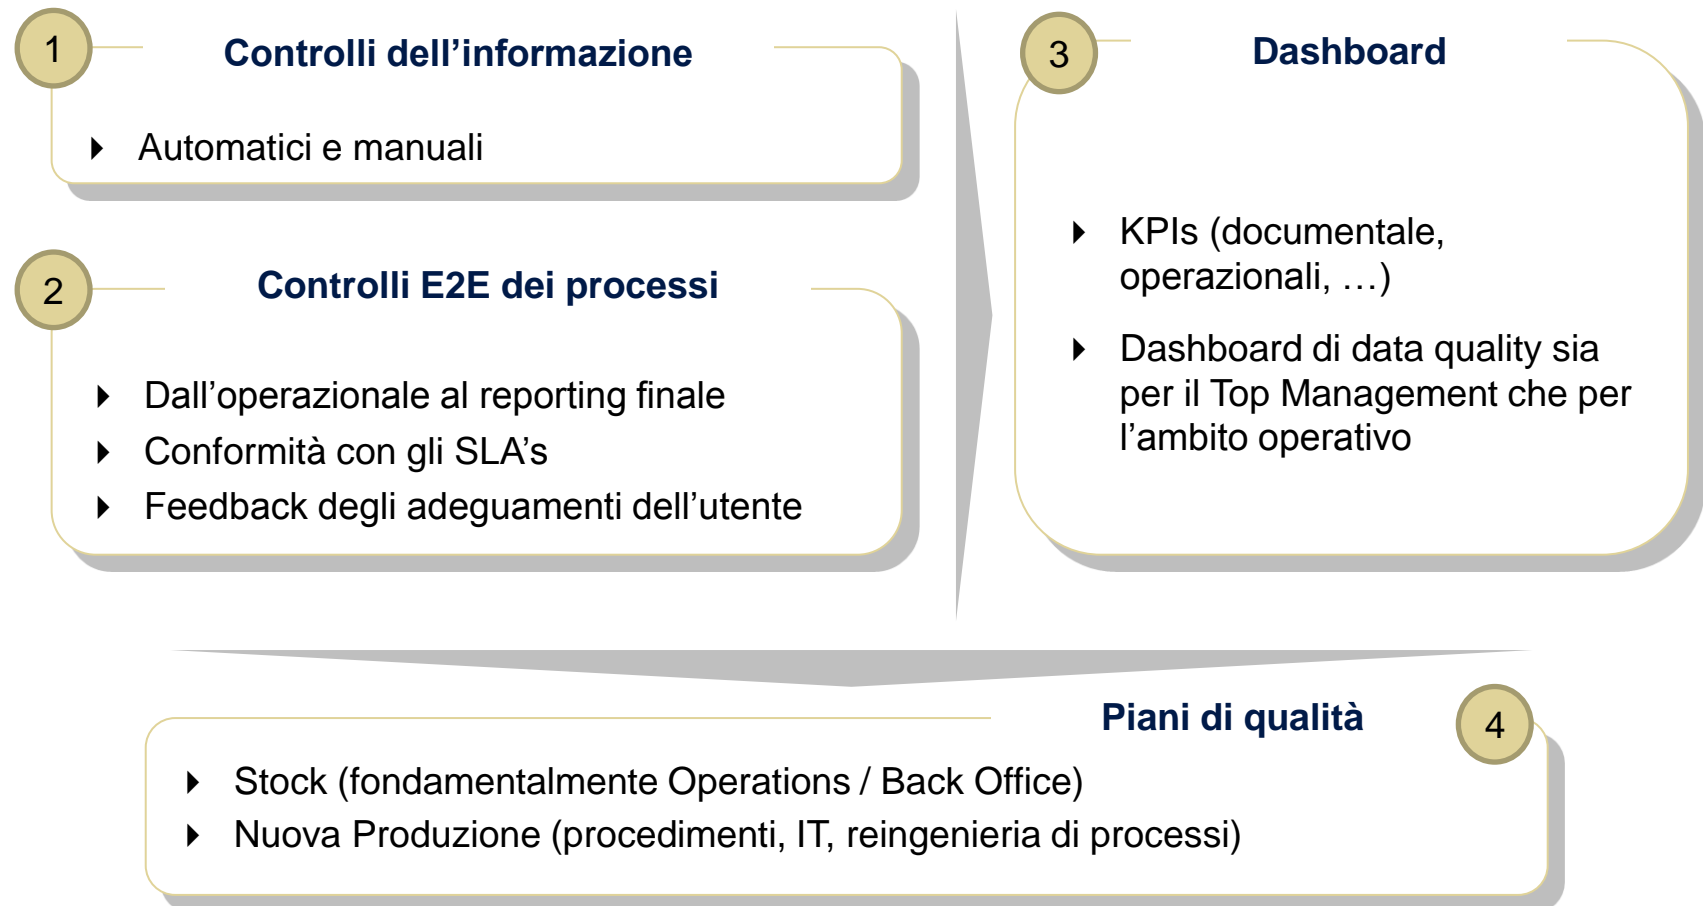 1
Controlli dell’informazione
Automatici e manuali
2
Controlli E2E dei processi
Dall’operazionale al reporting finale
Conformità con gli SLA’s
Feedback degli adeguamenti dell’utente
3
Dashboard
KPIs (documentale,
operazionali, …)
Dashboard di data quality sia
per il Top Management che per
l’ambito operativo
Piani di qualità
4
Stock (fondamentalmente Operations / Back Office)
Nuova Produzione (procedimenti, IT, reingenieria di processi)